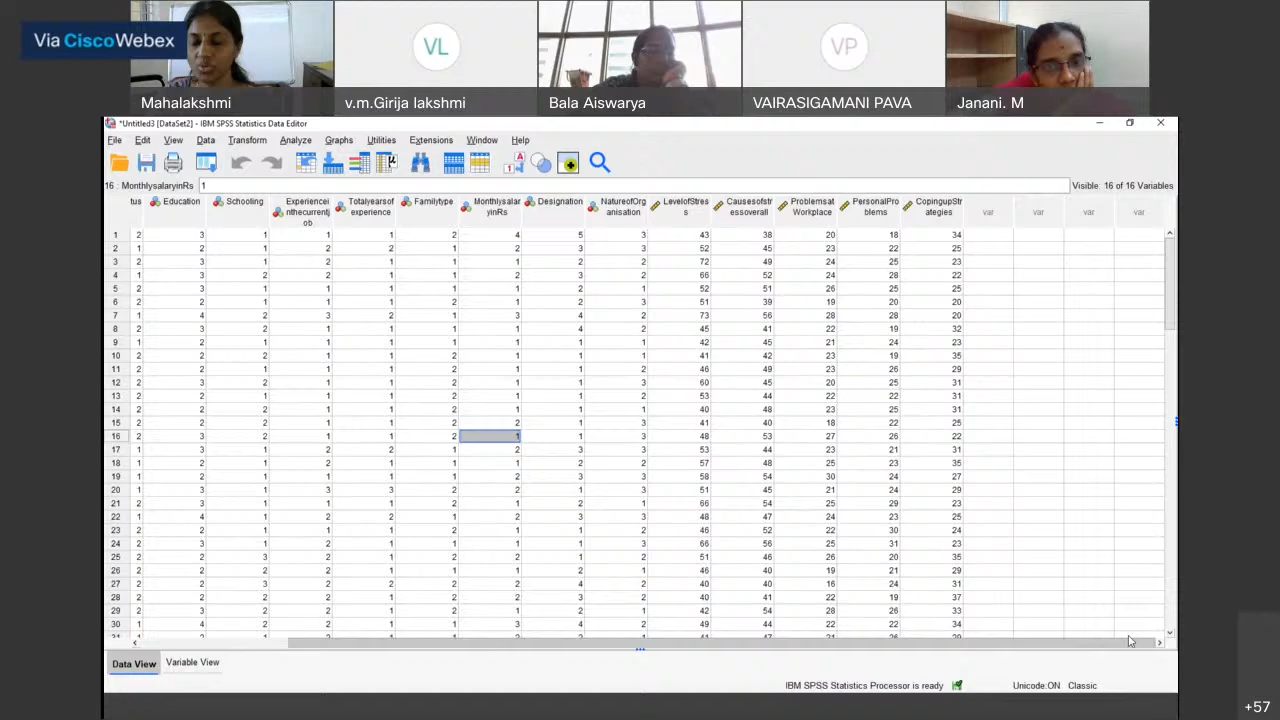 Via CiscoWebex
VL
VP
Mahalakshmi
v.m.Girija lakshmi
Bala Aiswarya
VAIRASIGAMANI PAVA
Janani. M
*Untitled3 [DataSet2] - IBM SPSS Statistics Data Editor
File Edit View Data Transform Analyze Graphs Utilities Extensions Window Help
16 : MonthlysalaryinRs 1 Visible: 16 of 16 Variables
tus Education Schooling Experienceinthecurrentjob Totalyearsofexperience Familytype MonthlysalaryinRs Designation NatureofOrganisation LevelofStress Causesofstressoverall ProblemsatWorkplace PersonalProblems CopingupStrategies var var var var
1 2 3 1 1 1 2 4 5 3 43 38 20 18 34
2 1 2 1 2 2 1 2 3 3 52 45 23 22 25
3 2 3 1 1 1 1 1 2 2 72 49 24 25 23
4 1 3 2 2 1 1 2 3 2 66 52 24 28 22
5 2 3 1 1 1 1 1 2 1 52 51 26 25 25
6 2 2 1 1 1 2 1 2 3 51 39 19 20 20
7 1 4 2 3 2 1 3 4 2 73 56 28 28 20
8 2 3 2 1 1 1 1 4 2 45 41 22 19 32
9 1 2 1 1 1 1 1 1 1 42 45 21 24 23
10 2 2 2 1 1 2 1 1 1 41 42 23 19 35
11 2 2 1 1 1 2 1 1 2 46 49 23 26 29
12 2 3 2 1 1 1 1 1 3 60 45 20 25 31
13 2 2 1 1 1 2 1 1 2 53 44 22 22 31
14 2 2 2 1 1 2 1 1 1 40 48 23 25 31
15 2 2 2 1 1 2 2 1 3 41 40 18 22 25
16 2 3 2 1 1 2 1 1 3 48 53 27 26 22
17 1 3 1 2 2 1 2 3 3 53 44 23 21 31
18 1 2 1 2 1 1 1 2 2 57 48 25 23 35
19 1 2 1 2 1 1 2 3 3 58 54 30 24 27
20 1 3 1 3 3 2 2 1 3 51 45 21 24 29
21 2 3 1 1 1 2 1 2 1 66 54 25 29 23
22 1 4 1 2 2 1 2 3 3 48 47 24 23 25
23 2 2 1 1 1 2 1 1 2 46 52 22 30 24
24 2 3 1 2 1 1 1 1 3 66 56 25 31 23
25 2 2 3 2 1 2 2 1 2 51 46 26 20 35
26 2 2 2 1 1 1 1 2 1 46 40 19 21 29
27 2 2 3 2 2 2 2 4 2 40 40 16 24 31
28 2 2 2 2 1 1 2 3 2 40 41 22 19 37
29 2 3 2 2 1 2 1 2 1 42 54 28 26 33
30 1 4 2 2 1 1 3 4 2 49 44 22 22 34
Data View Variable View
IBM SPSS Statistics Processor is ready Unicode:ON Classic
+57